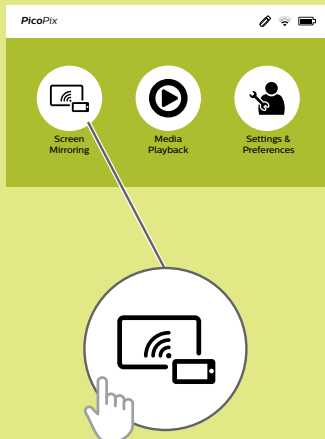 PicoPix
Screen
Mirroring
Media
Playback
Settings &
Preferences